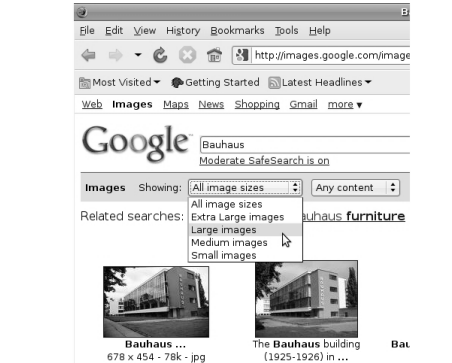 B
File Edit View History Bookmarks Tools Help
http://images.google.com/image
Most Visited Getting Started Latest Headlines
Web Images Maps News Shopping Gmail more
Google Bauhaus
Moderate SafeSearch is on
Images Showing: All image sizes Any content
All image sizes
Related searches: auhaus furniture
Extra Large images
Large images
Medium images
Small images
Bauhaus ... The Bauhaus building Bau
678 x 454 - 78k - jpg (1925-1926) in ...